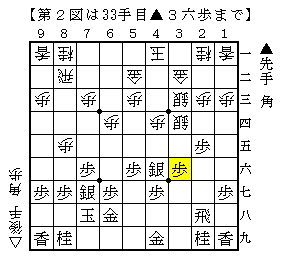 【第２図は33手目▲３六歩まで】
9 8 7 6 5 4 3 2 1
香 桂 王 桂 香 一
飛 金 金 二
歩 歩 歩 銀 歩 歩 三
歩 歩 銀 四
歩 歩 五
歩 歩 銀 歩 六
歩 歩 銀 歩 歩 歩 七
玉 金 飛 八
香 桂 金 桂 香 九
▲先手 角
△後手 角歩